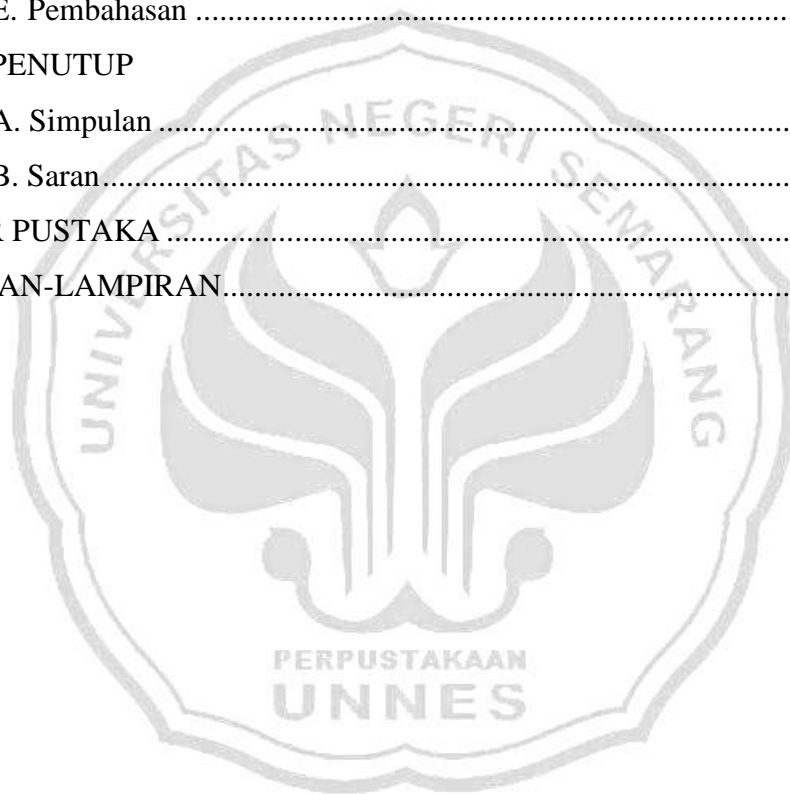 E. Pembahasan ................................................................................
PENUTUP
A. Simpulan ....................................................................................
B. Saran............................................................................................
R PUSTAKA ....................................................................................
AN-LAMPIRAN............................................................................
UNIVERSITAS NEGERI SEMARANG
PERPUSTAKAAN
UNNES